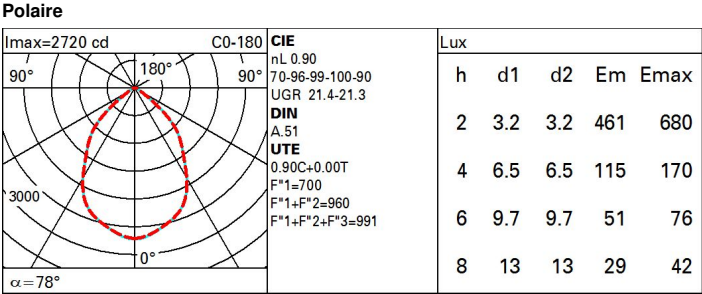 Polaire
Imax=2720 cd C0-180
90° 180° 90°
3000
0°
α=78°
CIE
nL 0.90
70-96-99-100-90
UGR 21.4-21.3
DIN
A.51
UTE
0.90C+0.00T
F"1=700
F"1+F"2=960
F"1+F"2+F"3=991
Lux
h d1 d2 Em Emax
2 3.2 3.2 461 680
4 6.5 6.5 115 170
6 9.7 9.7 51 76
8 13 13 29 42